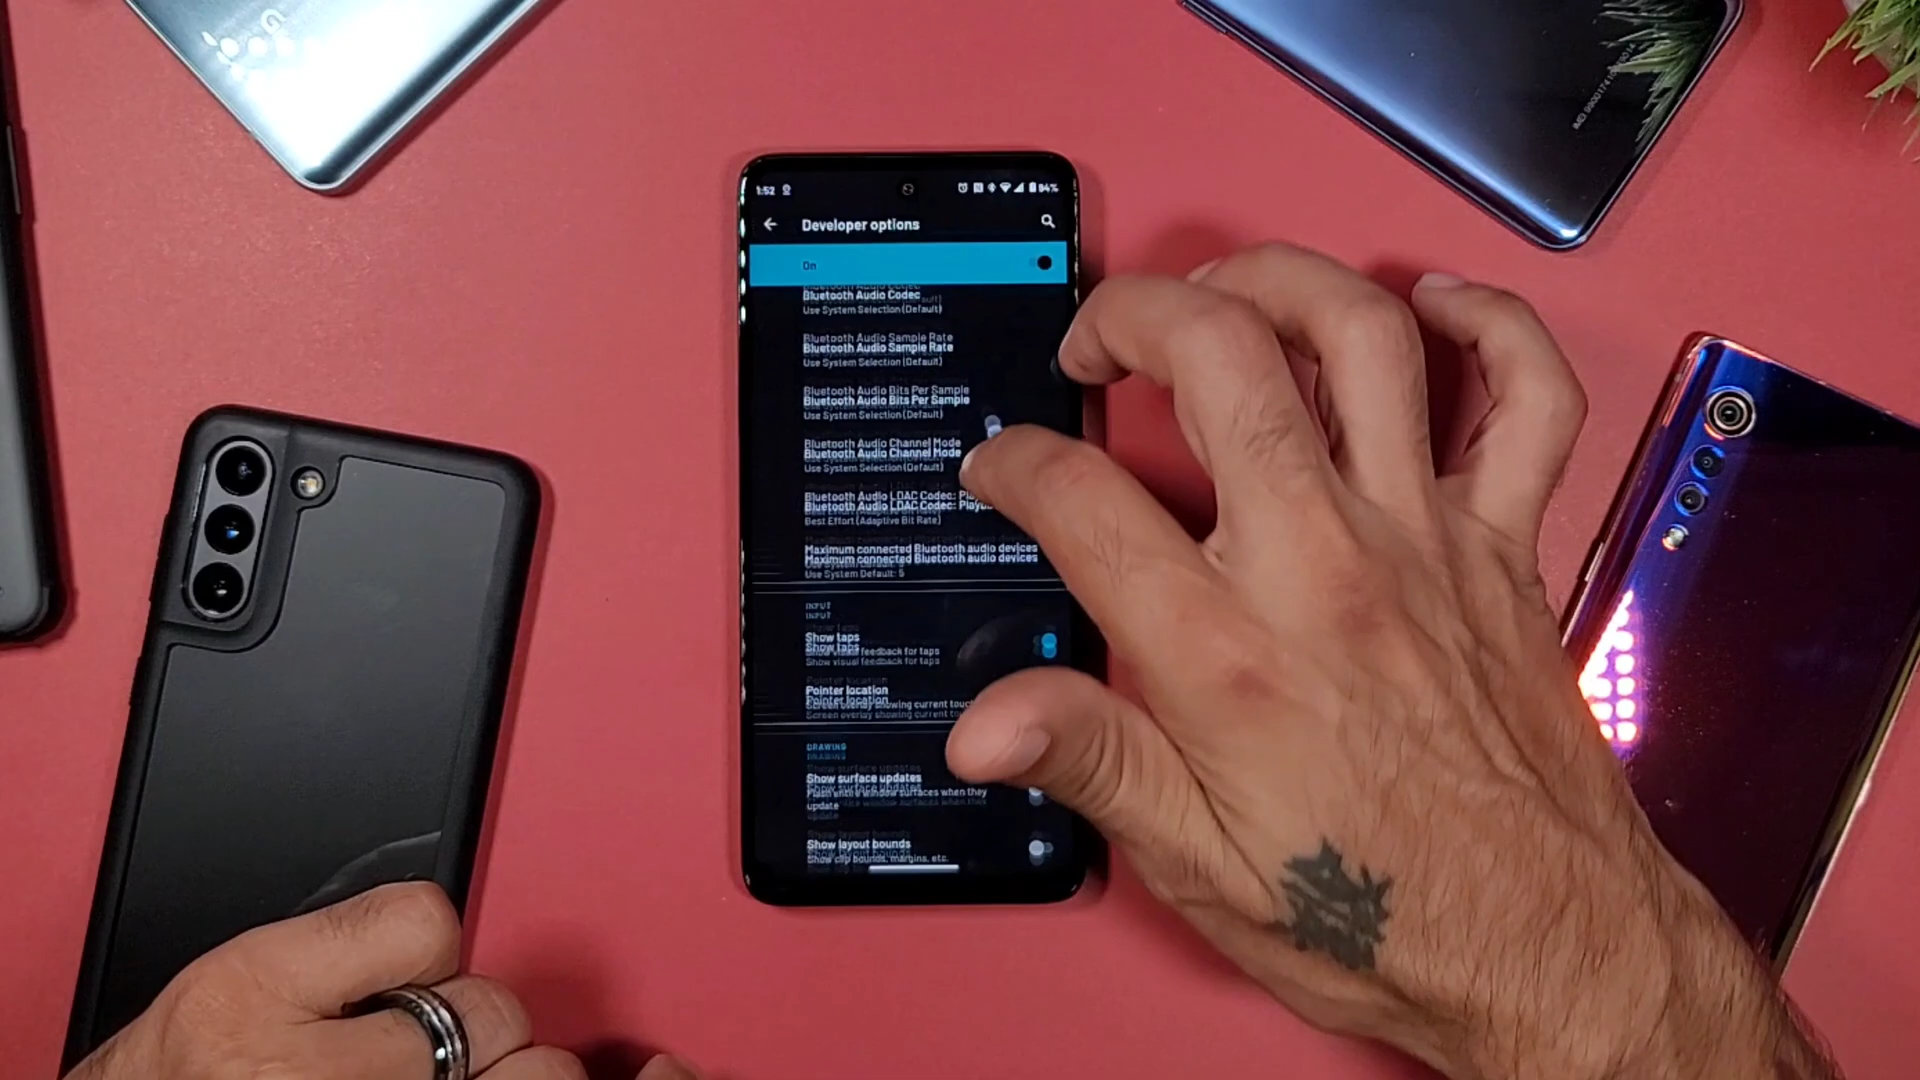 1:52
94%
Developer options
On
Bluetooth Audio Codec
Use System Selection (Default)
Bluetooth Audio Sample Rate
Use System Selection (Default)
Bluetooth Audio Bits Per Sample
Use System Selection (Default)
Bluetooth Audio Channel Mode
Use System Selection (Default)
Bluetooth Audio LDAC Codec:
Best Effort (Adaptive Bit Rate)
Maximum connected Bluetooth audio devices
Use System Default: 5
INPUT
Show taps
Show visual feedback for taps
Pointer location
Screen overlay showing current
DRAWING
Show surface updates
Flash entire window surfaces when they
update
Show layout bounds
Show clip bounds, margins, etc.